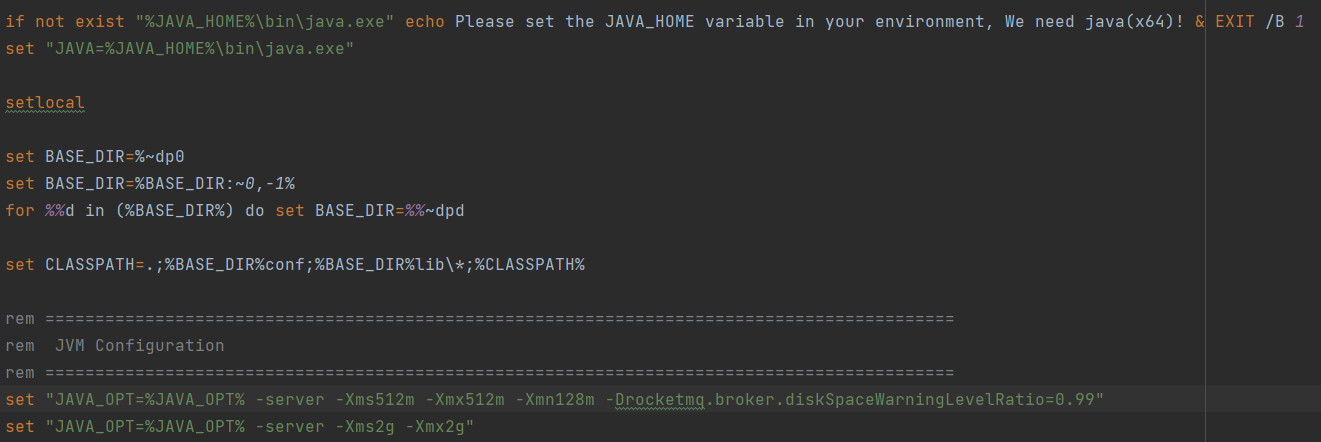 if not exist "%JAVA_HOME%\bin\java.exe" echo Please set the JAVA_HOME variable in your environment, We need java(x64)! & EXIT /B 1
set "JAVA=%JAVA_HOME%\bin\java.exe"
setlocal
set BASE_DIR=%~dp0
set BASE_DIR=%BASE_DIR:~0,-1%
for %%d in (%BASE_DIR%) do set BASE_DIR=%%~dpd
set CLASSPATH=.;%BASE_DIR%conf;%BASE_DIR%lib\*;%CLASSPATH%
rem ===========================================================================================
rem  JVM Configuration
rem ===========================================================================================
set "JAVA_OPT=%JAVA_OPT% -server -Xms512m -Xmx512m -Xmn128m -Drocketmq.broker.diskSpaceWarningLevelRatio=0.99"
set "JAVA_OPT=%JAVA_OPT% -server -Xms2g -Xmx2g"